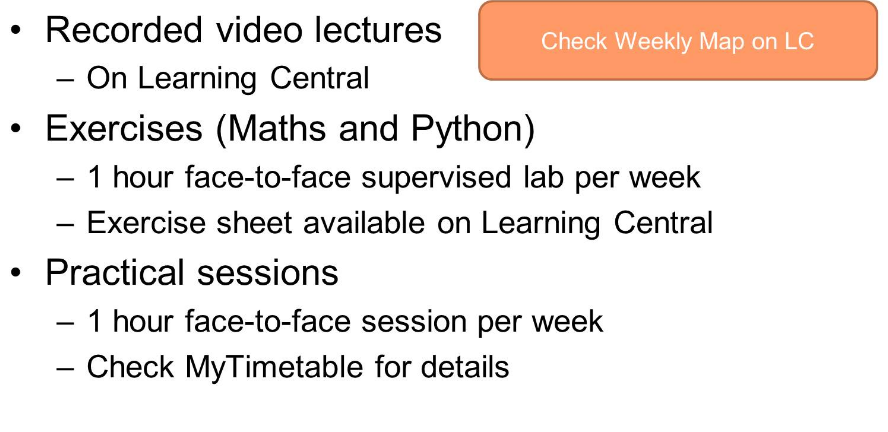 • Recorded video lectures
Check Weekly Map on LC
– On Learning Central
• Exercises (Maths and Python)
– 1 hour face-to-face supervised lab per week
– Exercise sheet available on Learning Central
• Practical sessions
– 1 hour face-to-face session per week
– Check MyTimetable for details